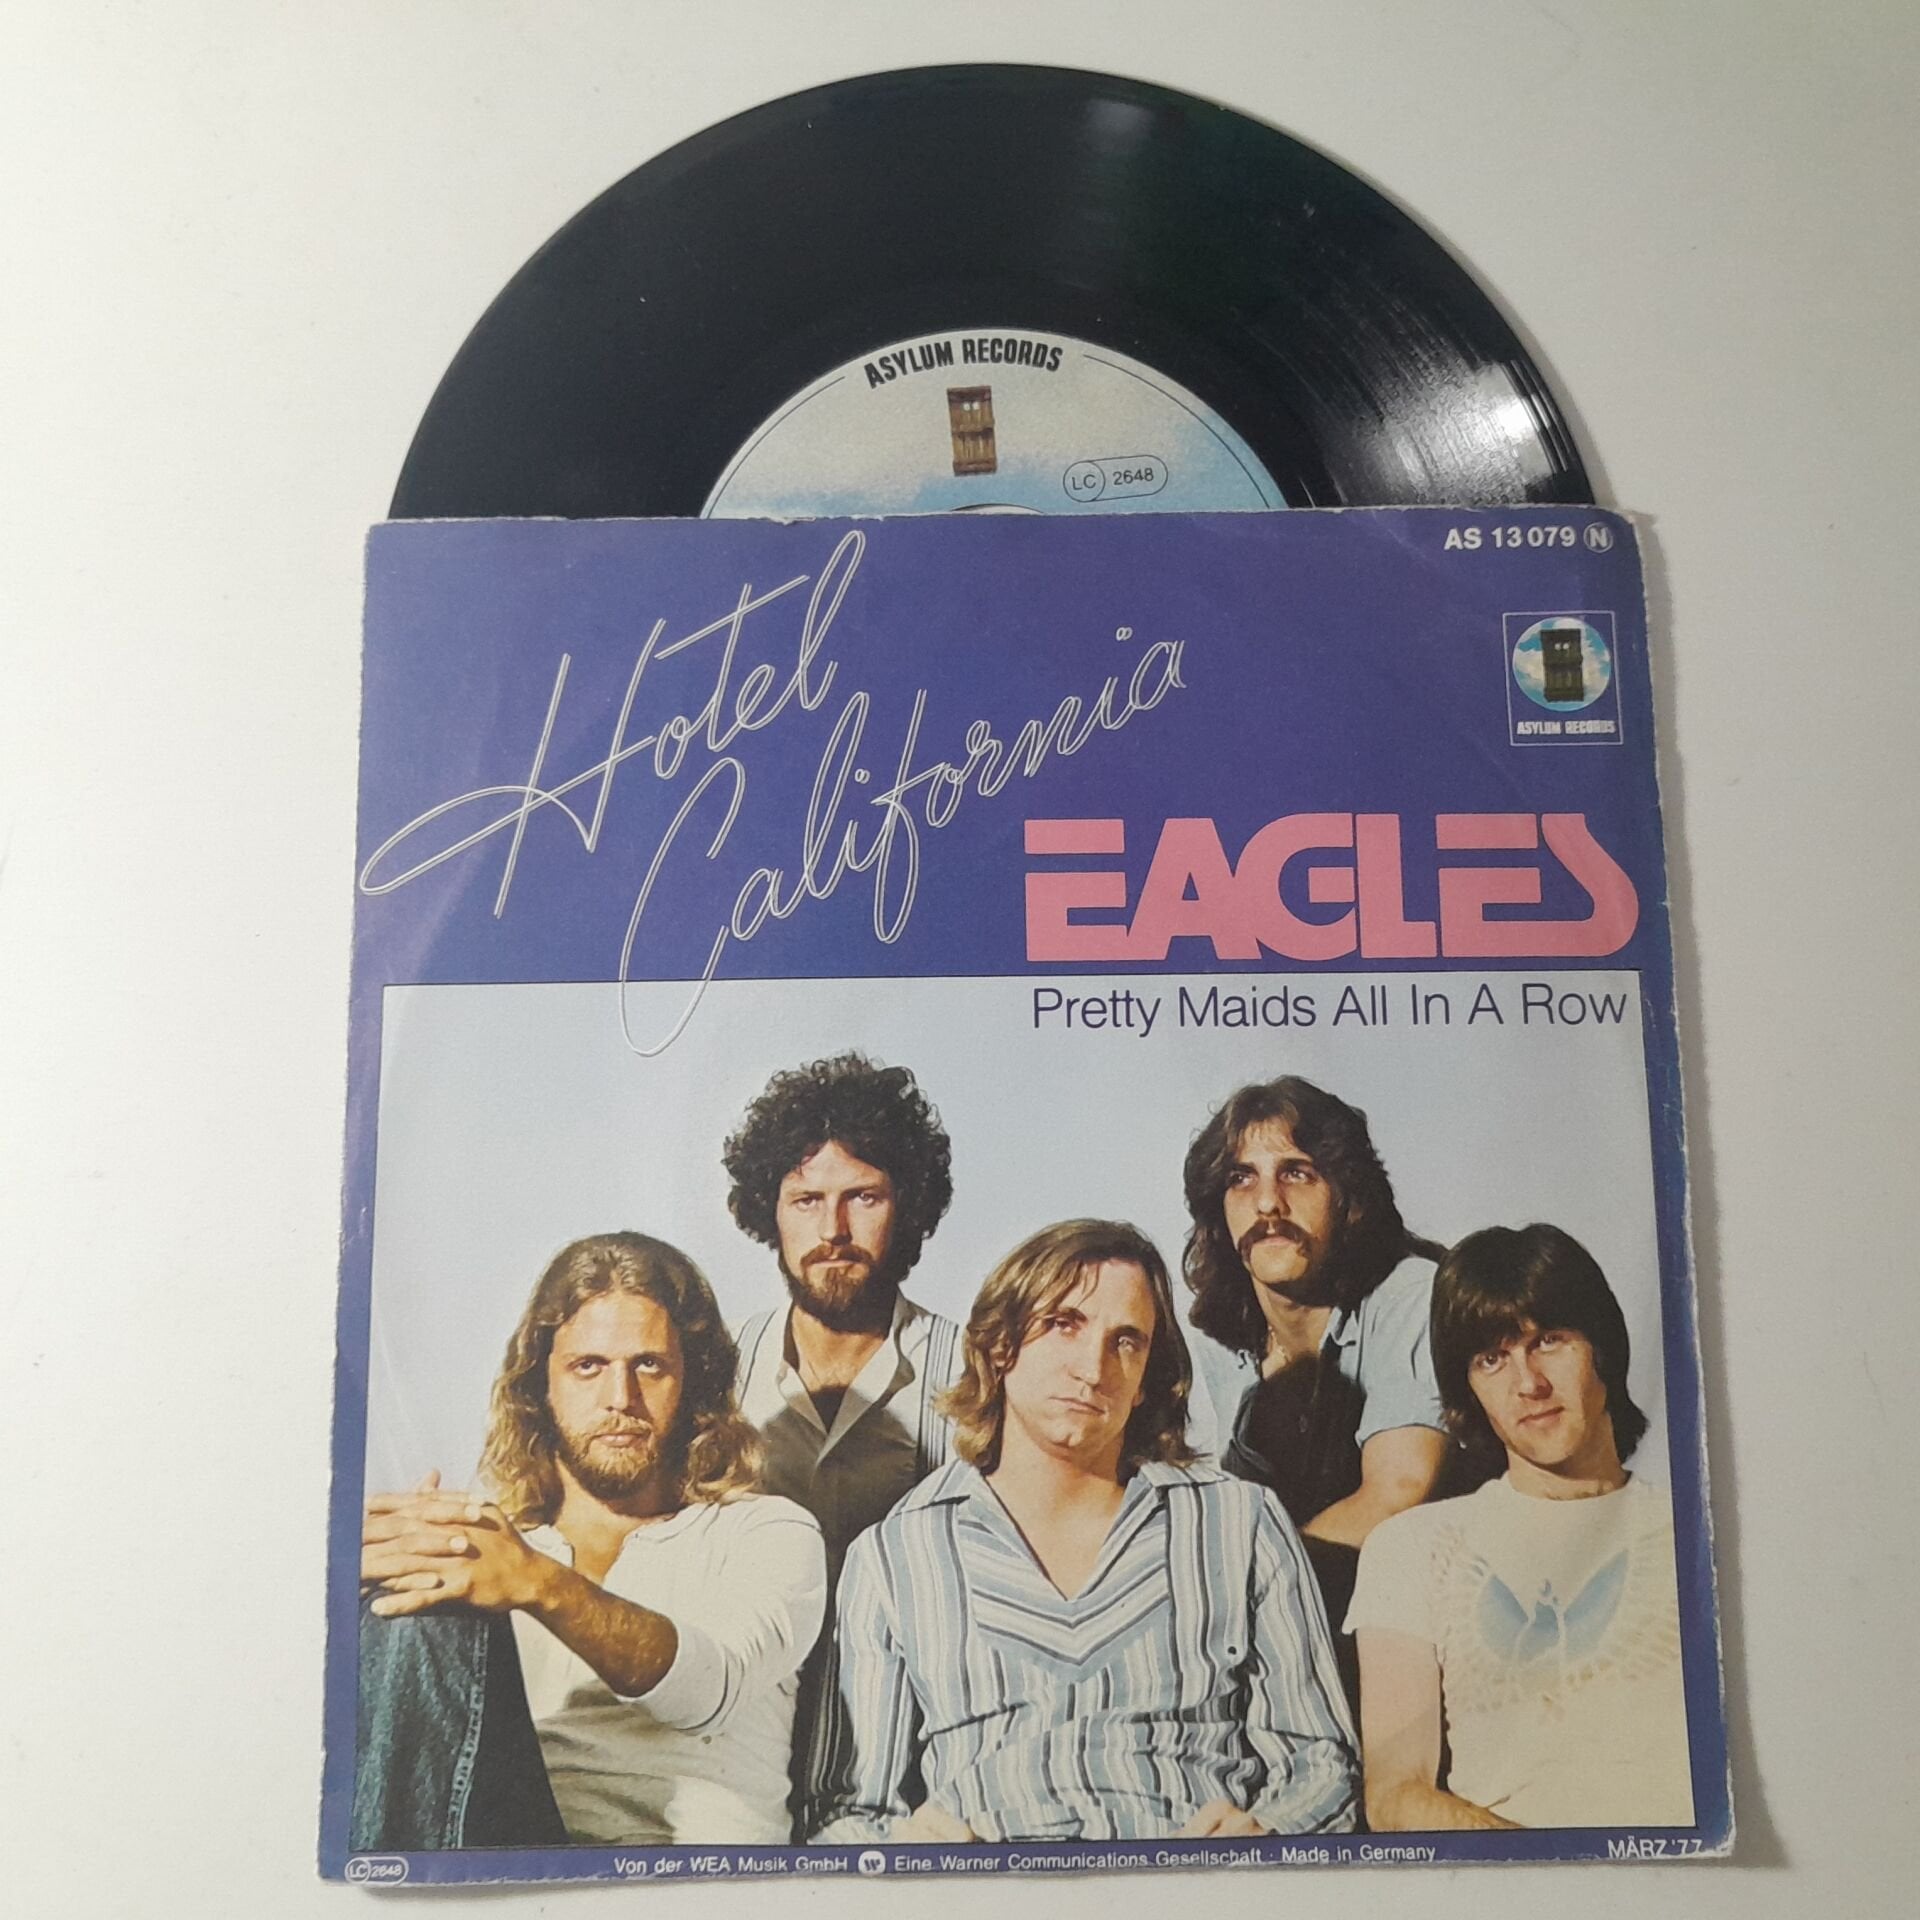 ASYLUM RECORDS
LC 2648
AS 13 079 N
Hotel
California
ASYLUM RECORDS
EAGLES
Pretty Maids All In A Row
LC 2648
Von der WEA Musik GmbH W Eine Warner Communications Gesellschaft · Made in Germany
MÄRZ '77